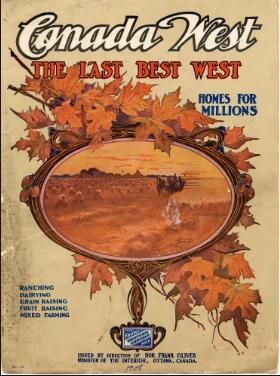 Canada West
THE LAST BEST WEST
HOMES FOR
MILLIONS
RANCHING
DAIRYING
GRAIN RAISING
FRUIT RAISING
MIXED FARMING
ISSUED BY DIRECTION OF HON. FRANK OLIVER
MINISTER OF THE INTERIOR, OTTAWA, CANADA.
1909